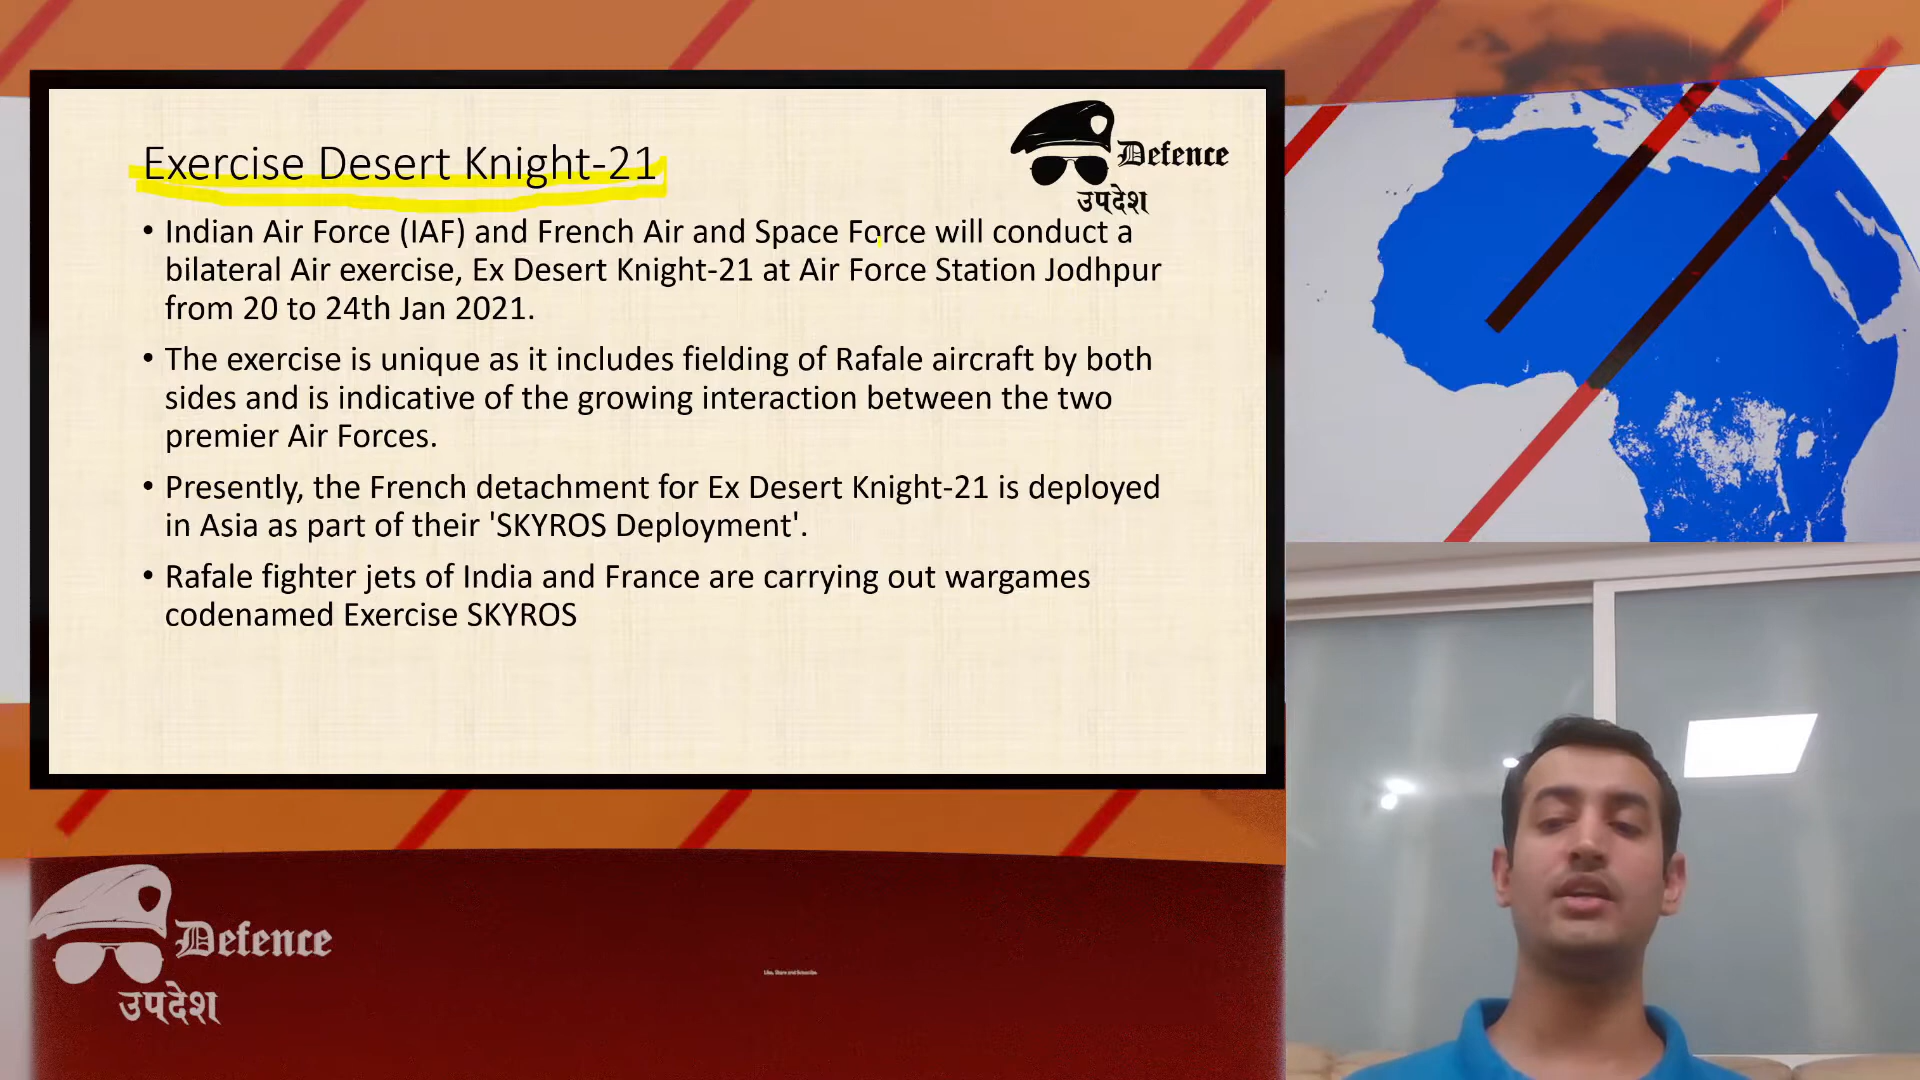 Exercise Desert Knight-21
Defence
उपदेश
• Indian Air Force (IAF) and French Air and Space Force will conduct a
bilateral Air exercise, Ex Desert Knight-21 at Air Force Station Jodhpur
from 20 to 24th Jan 2021.
• The exercise is unique as it includes fielding of Rafale aircraft by both
sides and is indicative of the growing interaction between the two
premier Air Forces.
• Presently, the French detachment for Ex Desert Knight-21 is deployed
in Asia as part of their 'SKYROS Deployment'.
• Rafale fighter jets of India and France are carrying out wargames
codenamed Exercise SKYROS
Defence
उपदेश
Like, Share and Subscribe